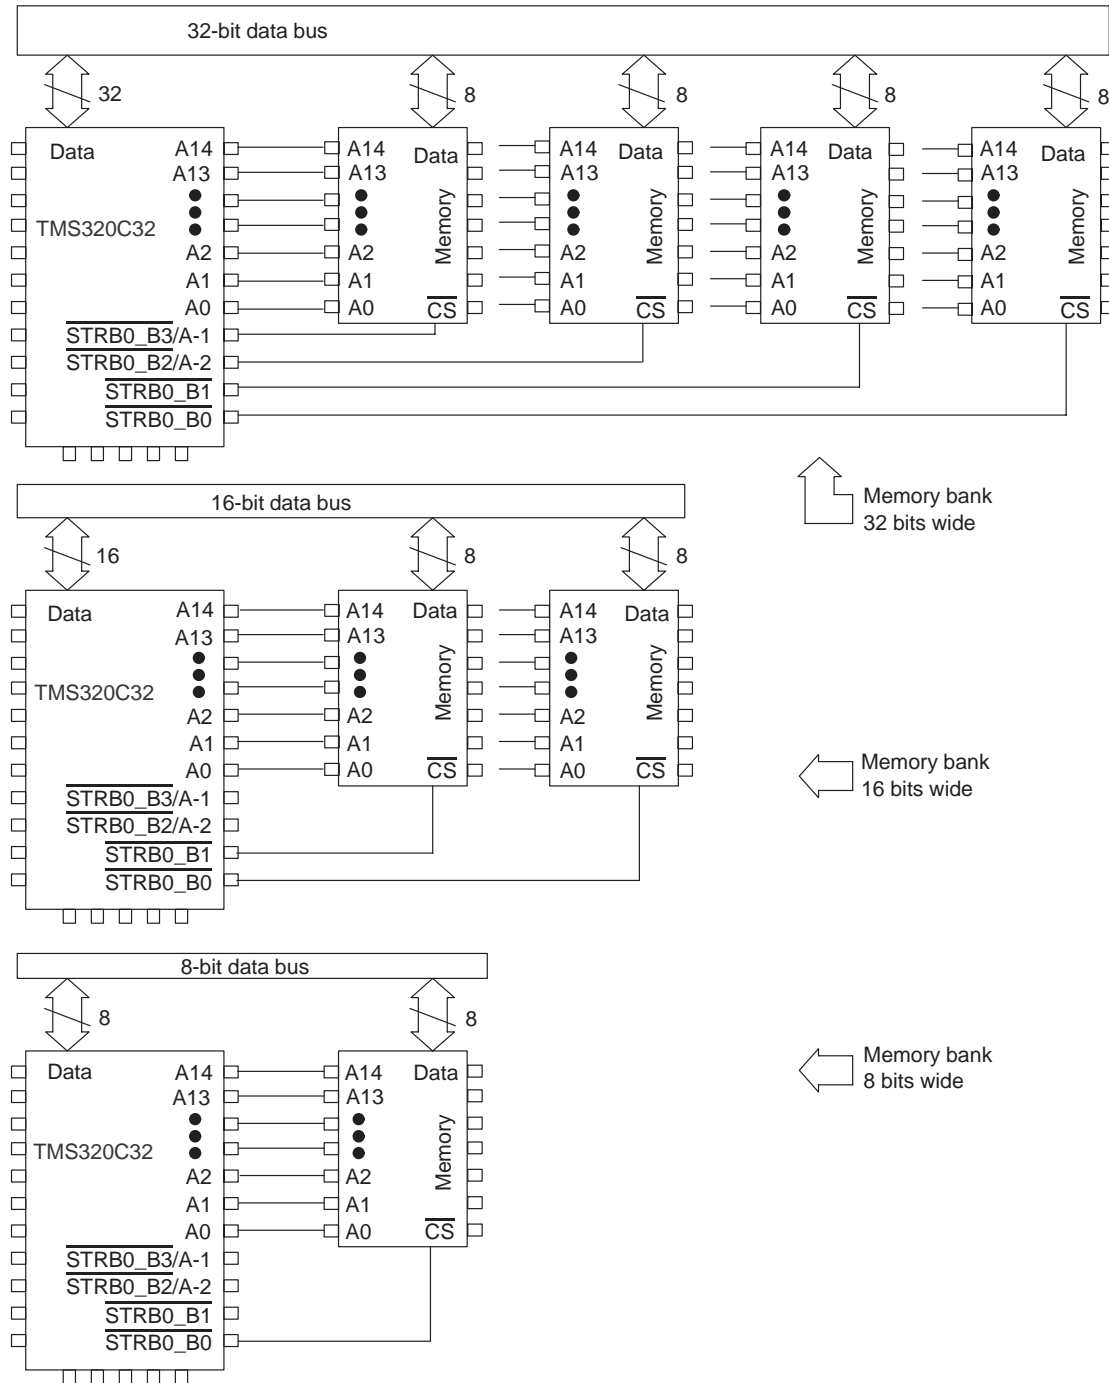 32-bit data bus
32 8 8 8 8
Data A14 A14 Data A14 Data A14 Data A14 Data
A13 A13 A13 A13 A13
TMS320C32 Memory Memory Memory Memory
A2 A2 A2 A2 A2
A1 A1 A1 A1 A1
A0 A0 CS A0 CS A0 CS A0 CS
STRB0_B3/A-1
STRB0_B2/A-2
STRB0_B1
STRB0_B0
Memory bank
32 bits wide
16-bit data bus
16 8 8
Data A14 A14 Data A14 Data
A13 A13 A13
TMS320C32 Memory Memory
A2 A2 A2
A1 A1 A1
A0 A0 CS A0 CS
STRB0_B3/A-1
STRB0_B2/A-2
STRB0_B1
STRB0_B0
Memory bank
16 bits wide
8-bit data bus
8 8
Data A14 A14 Data
A13 A13
TMS320C32 Memory
A2 A2
A1 A1
A0 A0 CS
STRB0_B3/A-1
STRB0_B2/A-2
STRB0_B1
STRB0_B0
Memory bank
8 bits wide